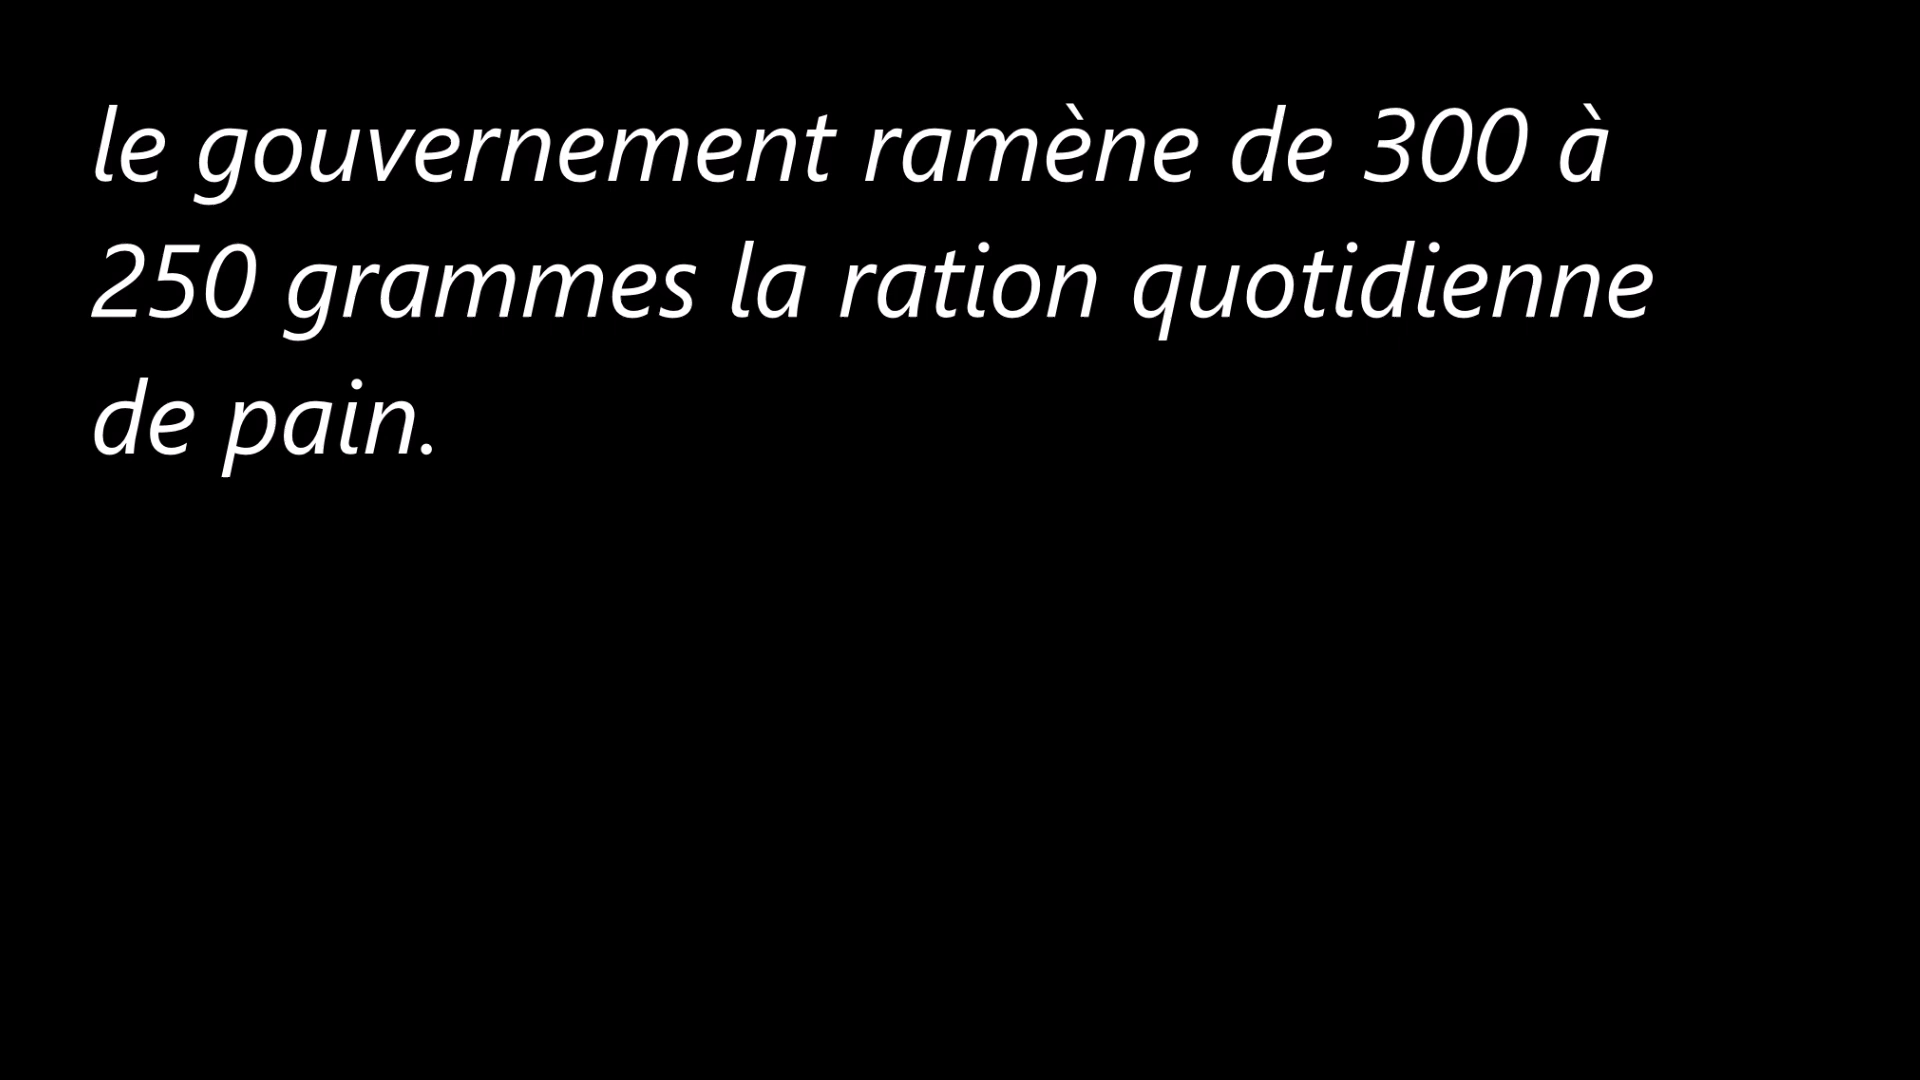 le gouvernement ramène de 300 à
250 grammes la ration quotidienne
de pain.